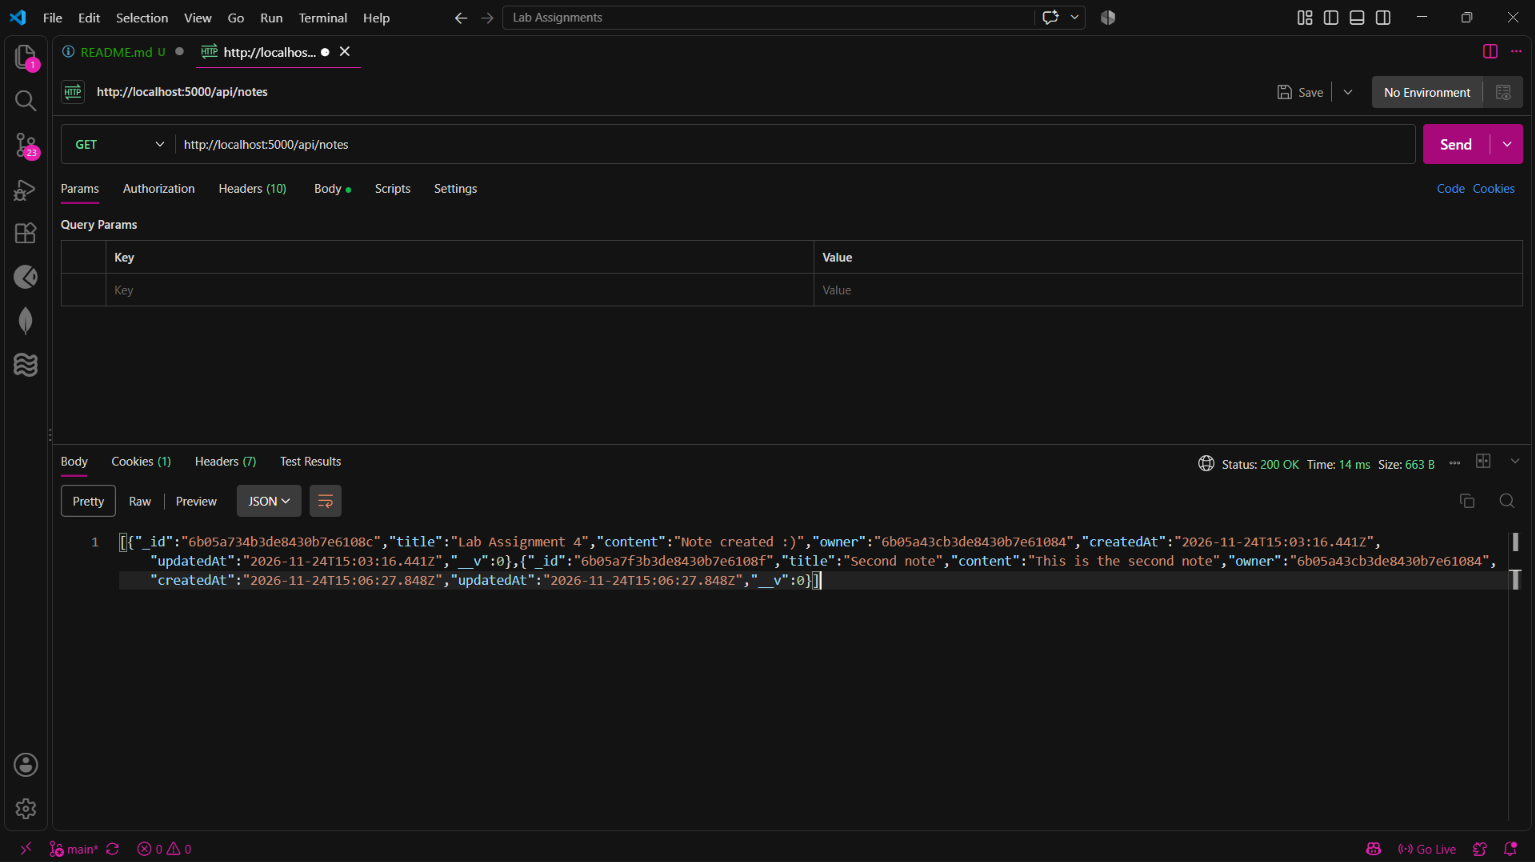 File Edit Selection View Go Run Terminal Help Lab Assignments
README.md U http://localhos...
1
http://localhost:5000/api/notes Save No Environment
GET http://localhost:5000/api/notes Send
23
Params Authorization Headers (10) Body Scripts Settings Code Cookies
Query Params
Key Value
Key Value
Body Cookies (1) Headers (7) Test Results Status: 200 OK Time: 14 ms Size: 663 B
Pretty Raw Preview JSON
1 [{"_id":"6b05a734b3de8430b7e6108c","title":"Lab Assignment 4","content":"Note created :)","owner":"6b05a43cb3de8430b7e61084","createdAt":"2026-11-24T15:03:16.441Z",
"updatedAt":"2026-11-24T15:03:16.441Z","__v":0},{"_id":"6b05a7f3b3de8430b7e6108f","title":"Second note","content":"This is the second note","owner":"6b05a43cb3de8430b7e61084",
"createdAt":"2026-11-24T15:06:27.848Z","updatedAt":"2026-11-24T15:06:27.848Z","__v":0}]
main* 0 0 Go Live